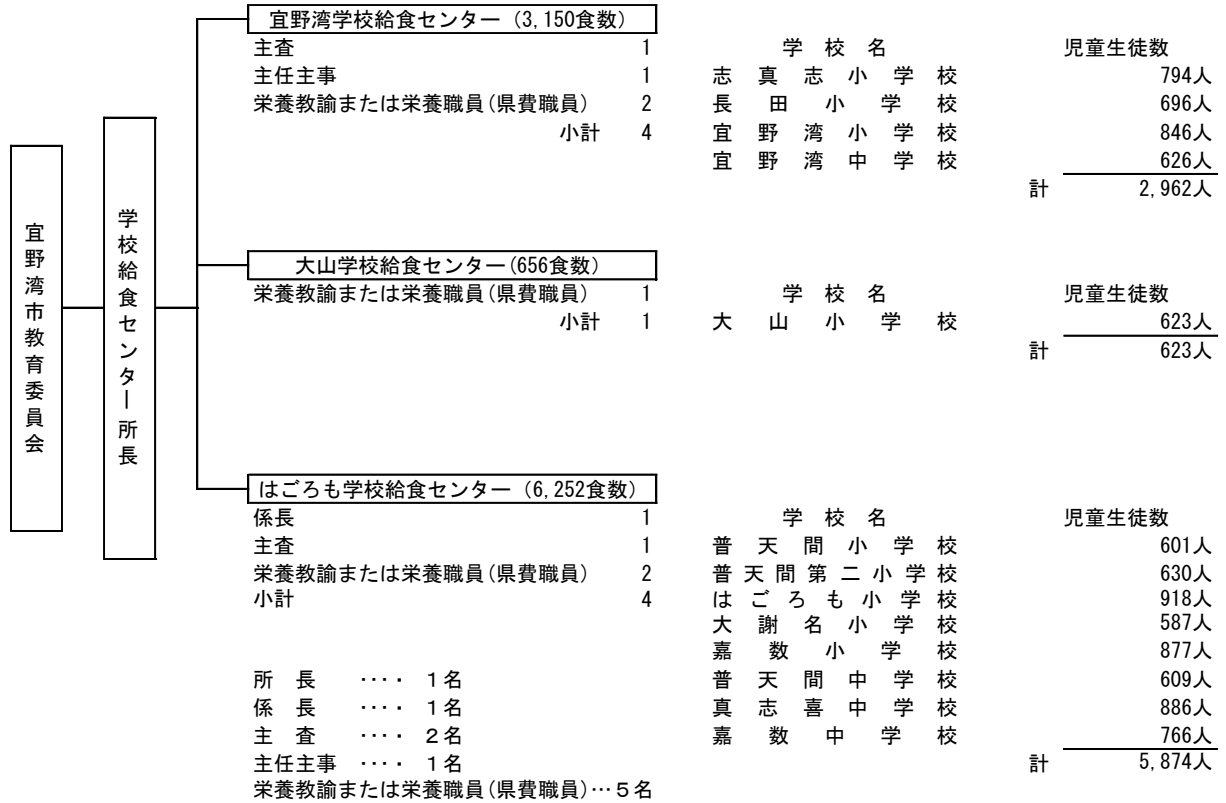 宜野湾市教育委員会
学校給食センター所長
宜野湾学校給食センター (3,150食数)
主査 1 学校名 児童生徒数
主任主事 1 志真志小学校 794人
栄養教諭または栄養職員(県費職員) 2 長田小学校 696人
小計 4 宜野湾小学校 846人
宜野湾中学校 626人
計 2,962人
大山学校給食センター(656食数)
栄養教諭または栄養職員(県費職員) 1 学校名 児童生徒数
小計 1 大山小学校 623人
計 623人
はごろも学校給食センター (6,252食数)
係長 1 学校名 児童生徒数
主査 1 普天間小学校 601人
栄養教諭または栄養職員(県費職員) 2 普天間第二小学校 630人
小計 4 はごろも小学校 918人
大謝名小学校 587人
嘉数小学校 877人
所長 ‥‥ 1名 普天間中学校 609人
係長 ‥‥ 1名 真志喜中学校 886人
主査 ‥‥ 2名 嘉数中学校 766人
主任主事 ‥‥ 1名 計 5,874人
栄養教諭または栄養職員(県費職員)…5名